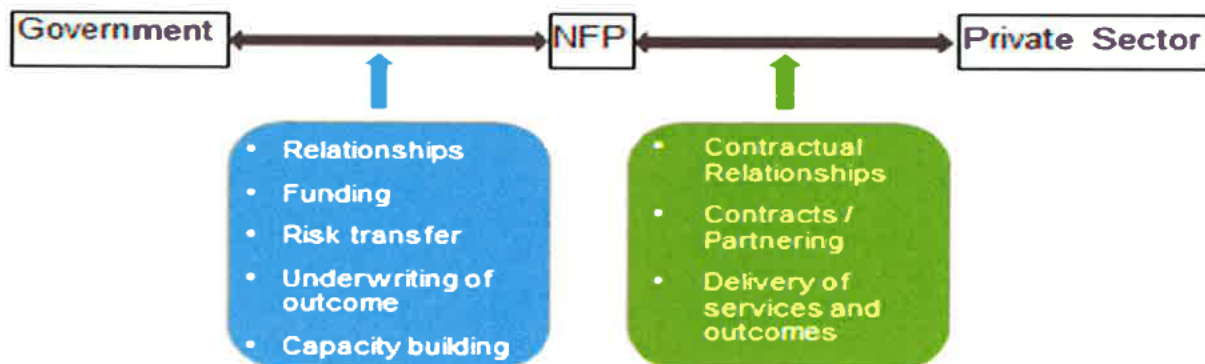 Government
NFP
Private Sector
• Relationships
• Funding
• Risk transfer
• Underwriting of
outcome
• Capacity building
• Contractual
Relationships
• Contracts /
Partnering
• Delivery of
services and
outcomes